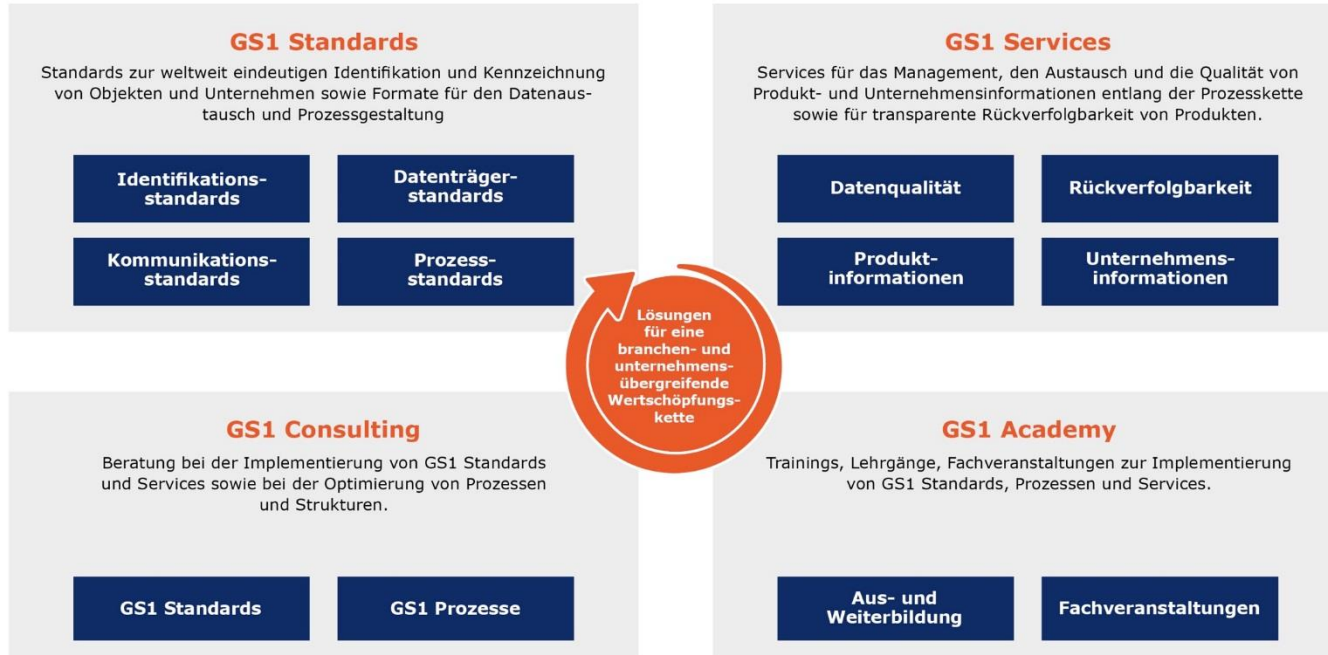 GS1 Standards
Standards zur weltweit eindeutigen Identifikation und Kennzeichnung
von Objekten und Unternehmen sowie Formate für den Datenaus-
tausch und Prozessgestaltung
Identifikations-
standards
Datenträger-
standards
Kommunikations-
standards
Prozess-
standards
GS1 Services
Services für das Management, den Austausch und die Qualität von
Produkt- und Unternehmensinformationen entlang der Prozesskette
sowie für transparente Rückverfolgbarkeit von Produkten.
Datenqualität
Rückverfolgbarkeit
Produkt-
informationen
Unternehmens-
informationen
Lösungen
für eine
branchen- und
unternehmens-
übergreifende
Wertschöpfungs-
kette
GS1 Consulting
Beratung bei der Implementierung von GS1 Standards
und Services sowie bei der Optimierung von Prozessen
und Strukturen.
GS1 Standards
GS1 Prozesse
GS1 Academy
Trainings, Lehrgänge, Fachveranstaltungen zur Implementierung
von GS1 Standards, Prozessen und Services.
Aus- und
Weiterbildung
Fachveranstaltungen